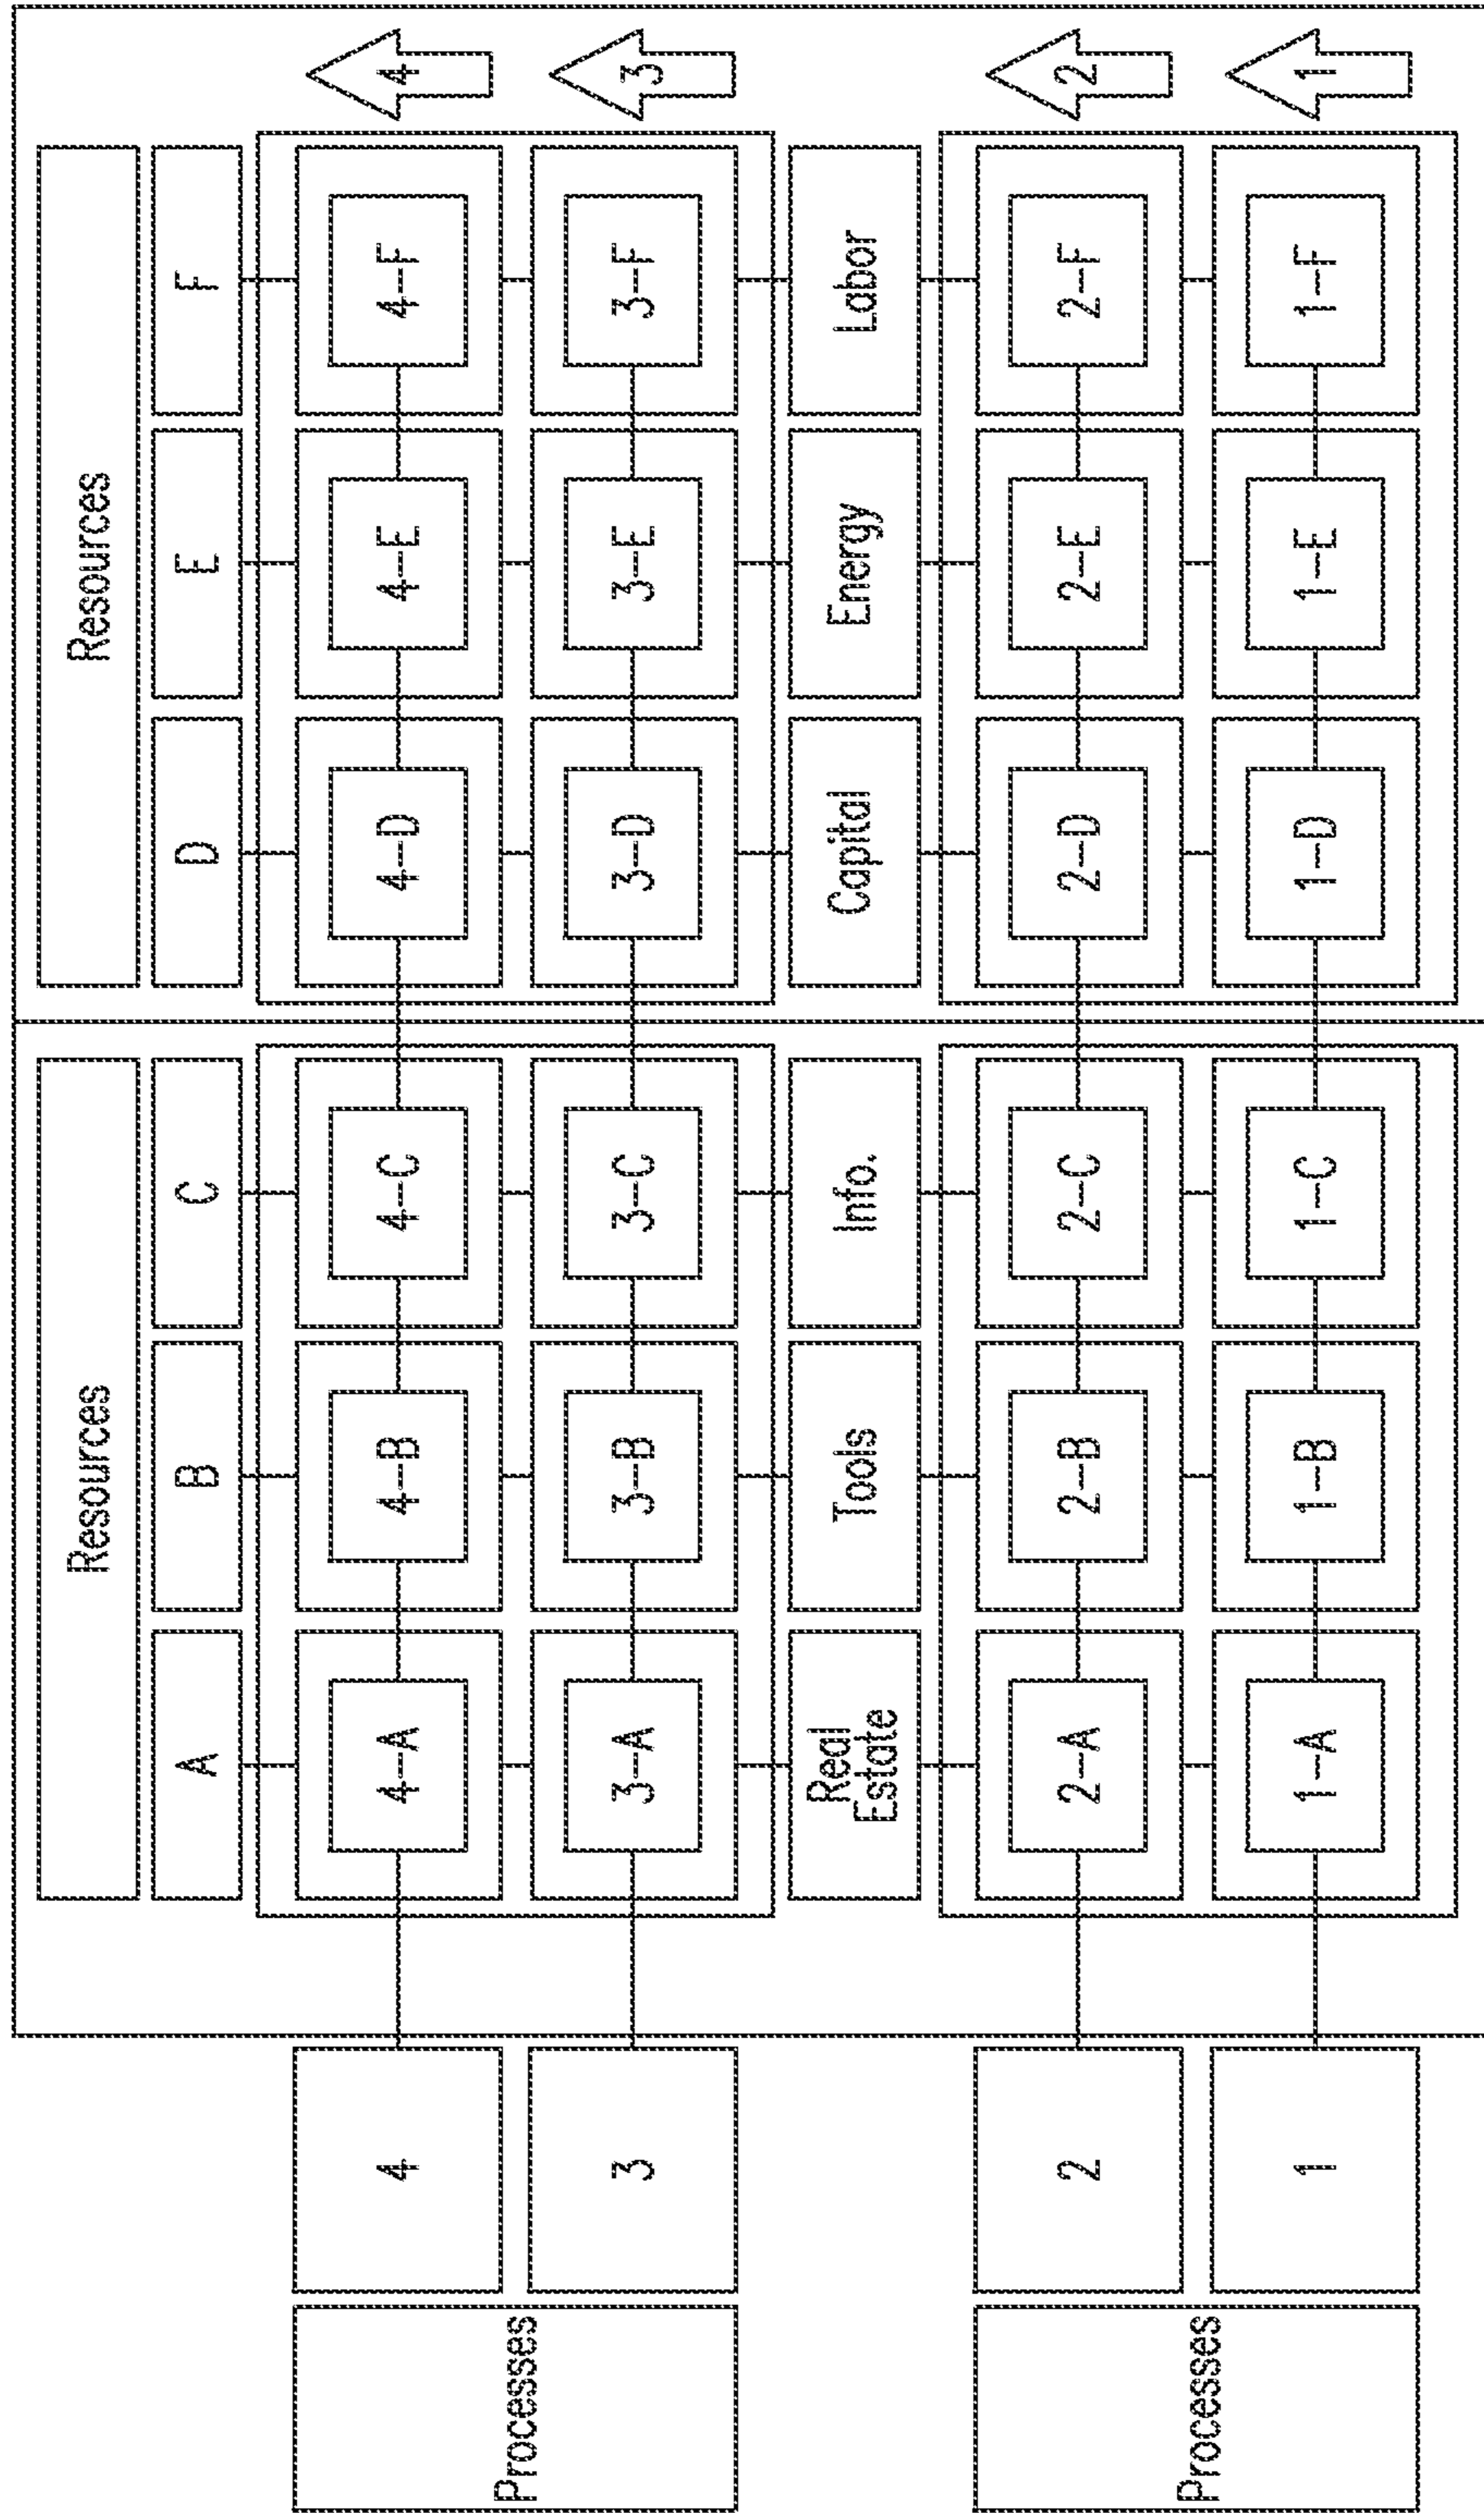 Resources Resources
A B C D E F
4 4-A 4-B 4-C 4-D 4-E 4-F 4
Processes
3 3-A 3-B 3-C 3-D 3-E 3-F 3
Real
Estate Tools Info. Capital Energy Labor
2 2-A 2-B 2-C 2-D 2-E 2-F 2
Processes
1 1-A 1-B 1-C 1-D 1-E 1-F 1